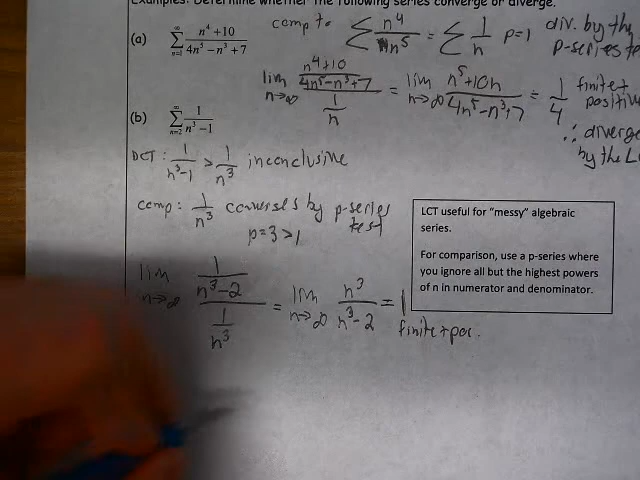 Examples: Determine whether the following series converge or diverge.
(a) ∑_{n=1}^{∞} (n⁴+10)/(4n⁵−n³+7) comp to ∑ n⁴/n⁵ = ∑ 1/n p=1 div. by the
p-series te
lim_{n→∞} ((n⁴+10)/(4n⁵−n³+7))/(1/n) = lim_{n→∞} (n⁵+10n)/(4n⁵−n³+7) = 1/4 finite+
positive
∴ diverge
by the L
(b) ∑_{n=2}^{∞} 1/(n³−1)
DCT: 1/(n³−1) > 1/n³ inconclusive
comp: 1/n³ converges by p-series
test
p=3>1
lim_{n→∞} (1/(n³−2))/(1/n³) = lim_{n→∞} n³/(n³−2) = 1
finite+pos.
LCT useful for "messy" algebraic
series.
For comparison, use a p-series where
you ignore all but the highest powers
of n in numerator and denominator.